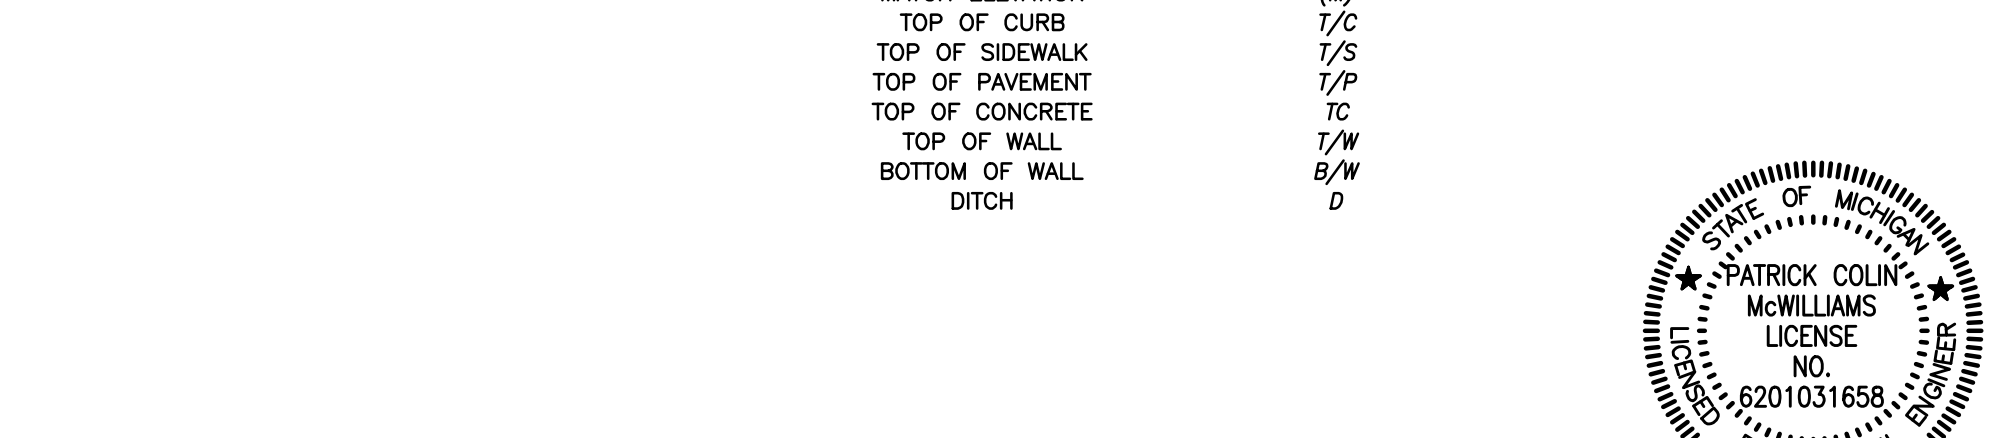 TOP OF CURB T/C
TOP OF SIDEWALK T/S
TOP OF PAVEMENT T/P
TOP OF CONCRETE TC
TOP OF WALL T/W
BOTTOM OF WALL B/W
DITCH D
STATE OF MICHIGAN
PATRICK COLIN
McWILLIAMS
LICENSE
NO.
6201031658
LICENSED
ENGINEER